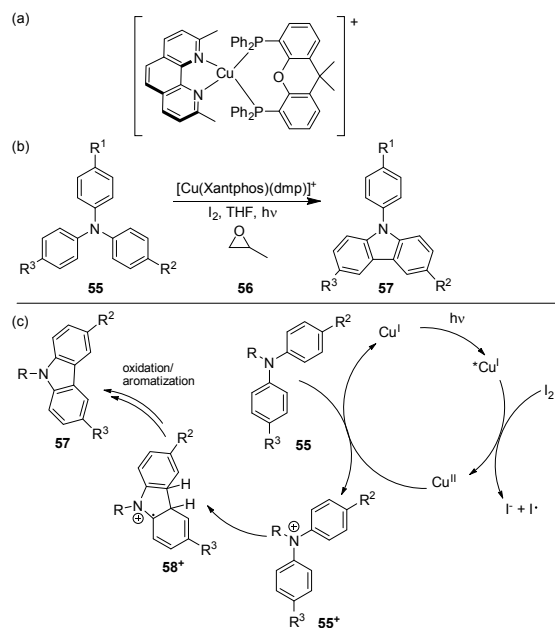 (a)
+
N
N
Cu
Ph2P
Ph2P
O
(b)
R1
N
R3
R2
55
[Cu(Xantphos)(dmp)]+
I2, THF, hν
O
56
R1
N
R3
R2
57
(c)
R2
R-N
R3
57
oxidation/
aromatization
R2
H
H
R-N
⊕
·
R3
58+
R2
R
N
R3
55
CuI
hν
*CuI
I2
CuII
I- + I·
⊕
R2
R
N
R3
55+